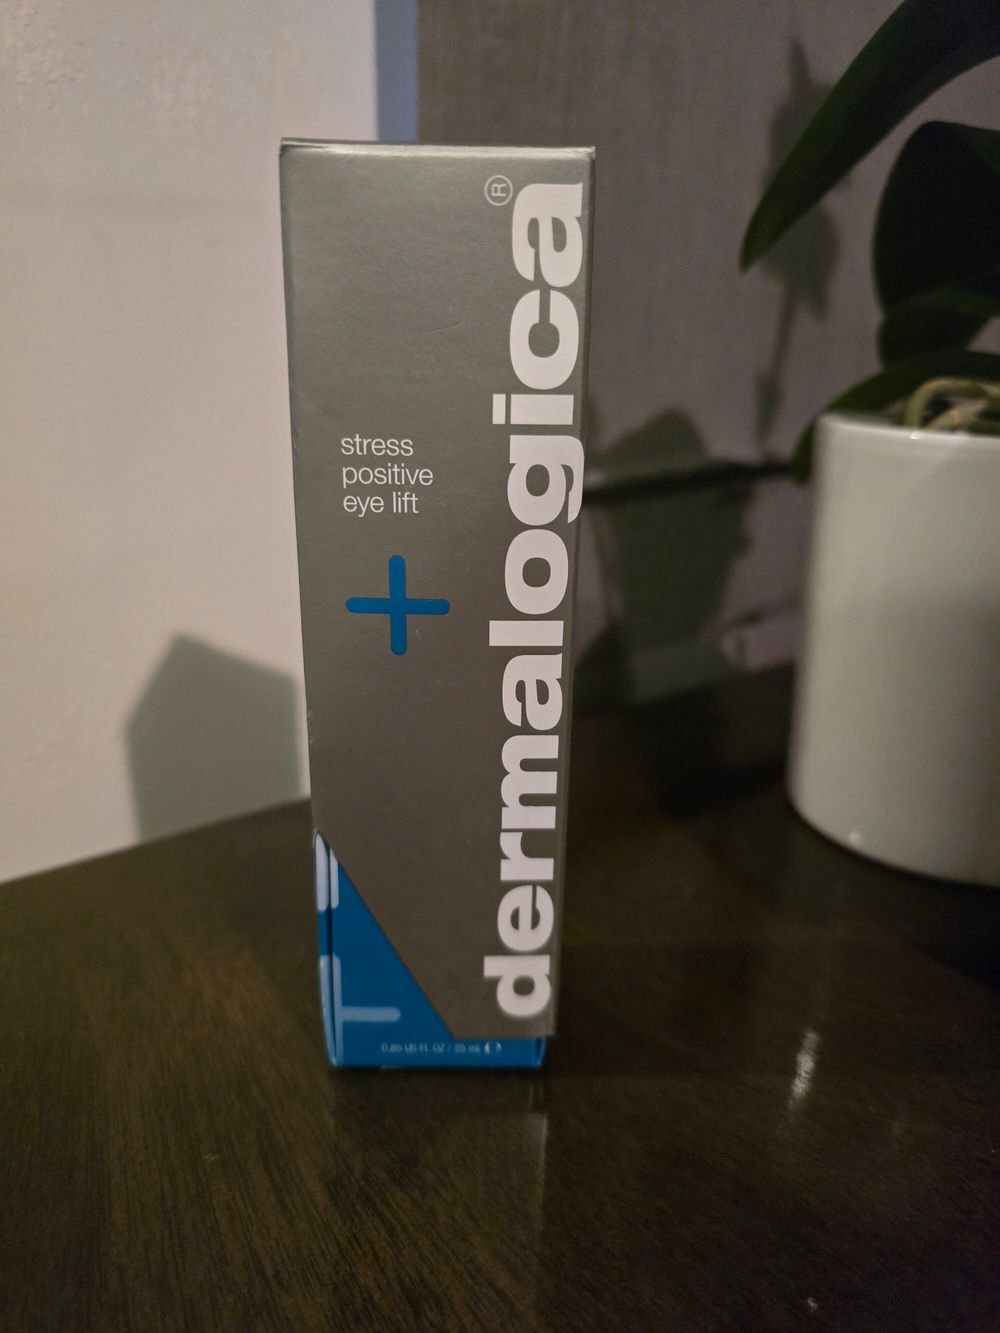 dermalogica®
stress
positive
eye lift
0.85 US FL OZ / 25 mL ℮